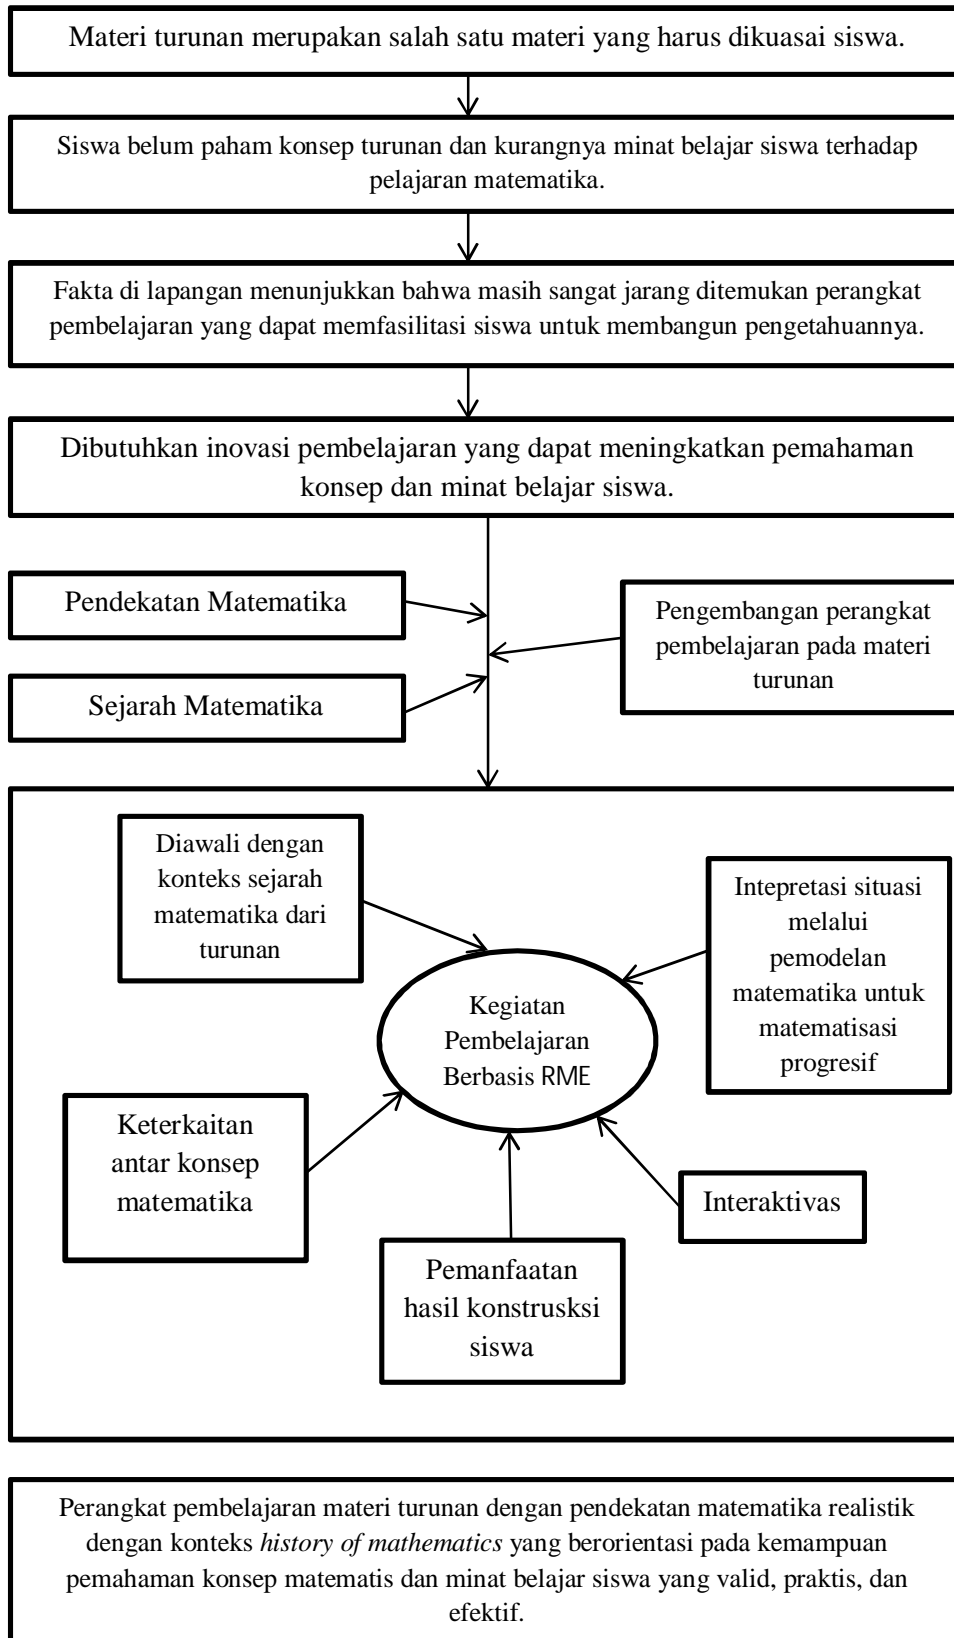 Materi turunan merupakan salah satu materi yang harus dikuasai siswa.
Siswa belum paham konsep turunan dan kurangnya minat belajar siswa terhadap
pelajaran matematika.
Fakta di lapangan menunjukkan bahwa masih sangat jarang ditemukan perangkat
pembelajaran yang dapat memfasilitasi siswa untuk membangun pengetahuannya.
Dibutuhkan inovasi pembelajaran yang dapat meningkatkan pemahaman
konsep dan minat belajar siswa.
Pendekatan Matematika
Sejarah Matematika
Pengembangan perangkat
pembelajaran pada materi
turunan
Diawali dengan
konteks sejarah
matematika dari
turunan
Intepretasi situasi
melalui
pemodelan
matematika untuk
matematisasi
progresif
Kegiatan
Pembelajaran
Berbasis RME
Keterkaitan
antar konsep
matematika
Interaktivas
Pemanfaatan
hasil konstrusksi
siswa
Perangkat pembelajaran materi turunan dengan pendekatan matematika realistik
dengan konteks history of mathematics yang berorientasi pada kemampuan
pemahaman konsep matematis dan minat belajar siswa yang valid, praktis, dan
efektif.